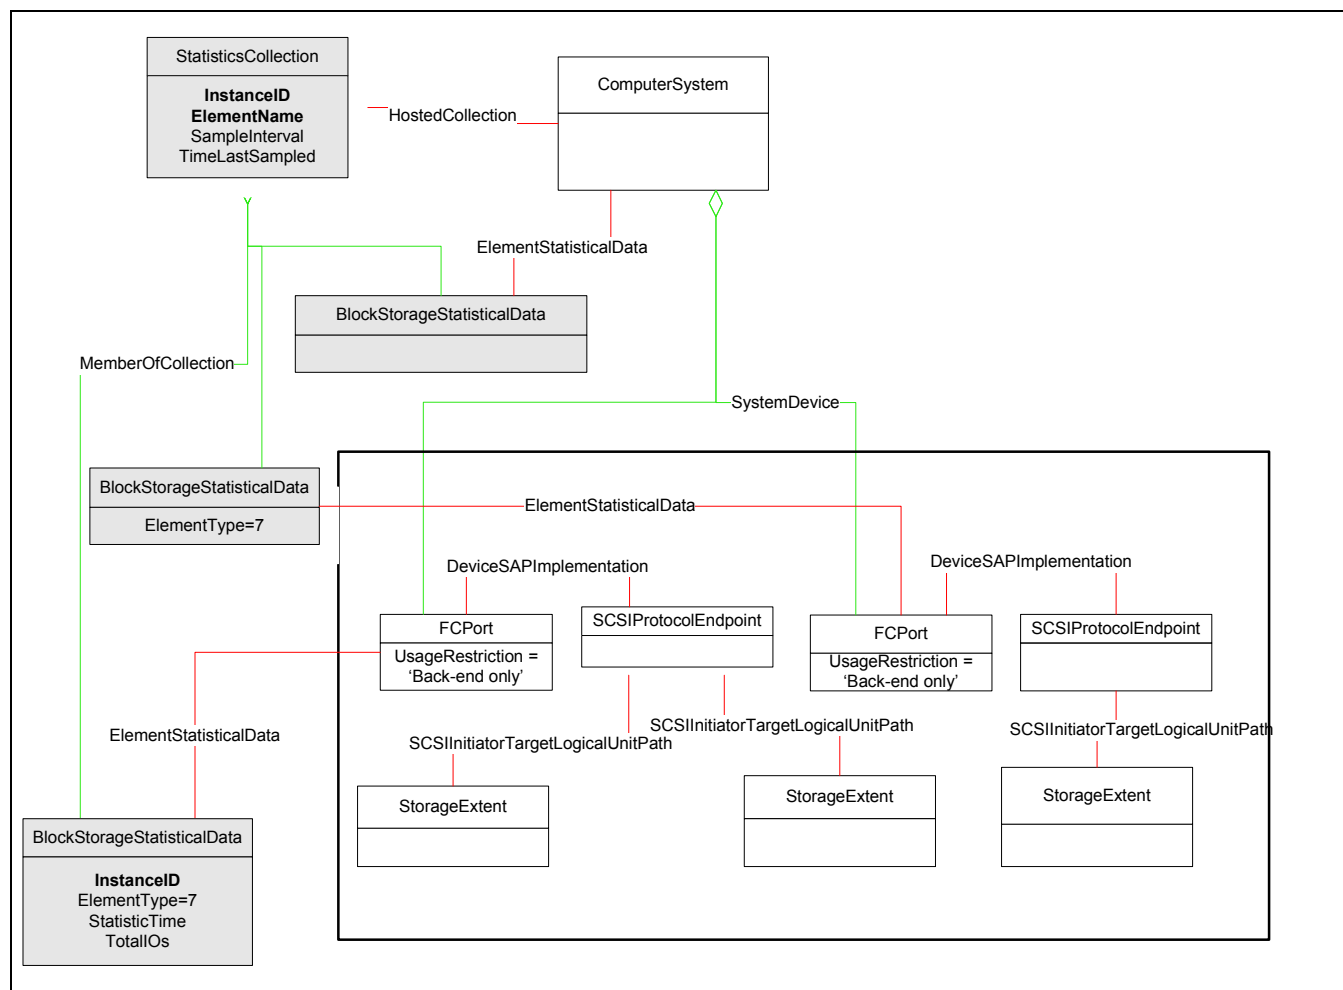 StatisticsCollection
InstanceID
ElementName
SampleInterval
TimeLastSampled
HostedCollection
ComputerSystem
ElementStatisticalData
BlockStorageStatisticalData
MemberOfCollection
SystemDevice
BlockStorageStatisticalData
ElementType=7
ElementStatisticalData
DeviceSAPImplementation
DeviceSAPImplementation
FCPort
UsageRestriction =
‘Back-end only’
SCSIProtocolEndpoint
FCPort
UsageRestriction =
‘Back-end only’
SCSIProtocolEndpoint
ElementStatisticalData
SCSIInitiatorTargetLogicalUnitPath
SCSIInitiatorTargetLogicalUnitPath
SCSIInitiatorTargetLogicalUnitPath
StorageExtent
StorageExtent
StorageExtent
BlockStorageStatisticalData
InstanceID
ElementType=7
StatisticTime
TotalIOs